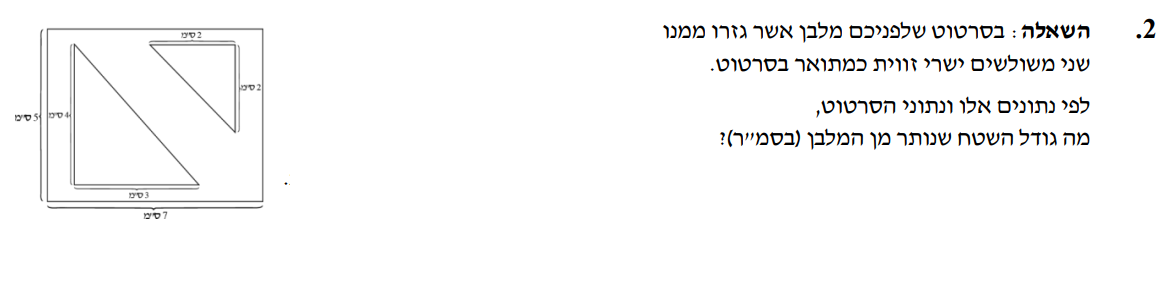 2. השאלה: בסרטוט שלפניכם מלבן אשר גזרו ממנו
שני משולשים ישרי זווית כמתואר בסרטוט.
לפי נתונים אלו ונתוני הסרטוט,
מה גודל השטח שנותר מן המלבן (בסמ"ר)?
2 ס"מ
2 ס"מ
5 ס"מ
4 ס"מ
3 ס"מ
7 ס"מ